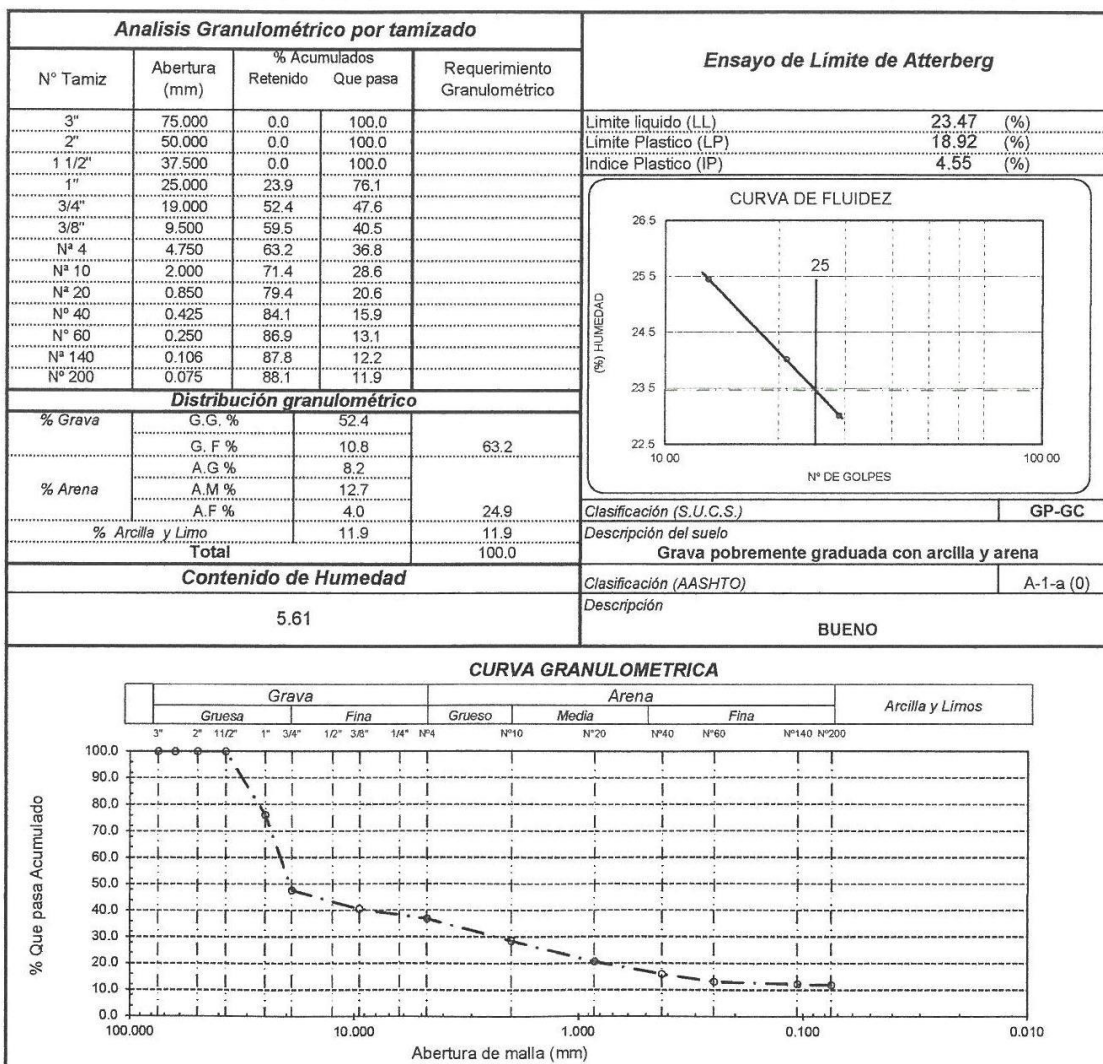 Analisis Granulométrico por tamizado
N° Tamiz
Abertura (mm)
% Acumulados
Retenido
Que pasa
Requerimiento Granulométrico
3" 75.000 0.0 100.0
2" 50.000 0.0 100.0
1 1/2" 37.500 0.0 100.0
1" 25.000 23.9 76.1
3/4" 19.000 52.4 47.6
3/8" 9.500 59.5 40.5
Nª 4 4.750 63.2 36.8
Nª 10 2.000 71.4 28.6
Nª 20 0.850 79.4 20.6
Nº 40 0.425 84.1 15.9
N° 60 0.250 86.9 13.1
Nª 140 0.106 87.8 12.2
Nº 200 0.075 88.1 11.9
Distribución granulométrico
% Grava G.G. % 52.4
G. F % 10.8 63.2
A.G % 8.2
% Arena A.M % 12.7
A.F % 4.0 24.9
% Arcilla y Limo 11.9 11.9
Total 100.0
Contenido de Humedad
5.61
Ensayo de Límite de Atterberg
Limite liquido (LL) 23.47 (%)
Límite Plastico (LP) 18.92 (%)
Indice Plastico (IP) 4.55 (%)
CURVA DE FLUIDEZ
26.5
25.5
24.5
23.5
22.5
(%) HUMEDAD
25
10 00 100 00
Nº DE GOLPES
Clasificación (S.U.C.S.) GP-GC
Descripción del suelo
Grava pobremente graduada con arcilla y arena
Clasificación (AASHTO) A-1-a (0)
Descripción
BUENO
CURVA GRANULOMETRICA
Grava Arena Arcilla y Limos
Gruesa Fina Grueso Media Fina
3" 2" 11/2" 1" 3/4" 1/2" 3/8" 1/4" N°4 N°10 N°20 N°40 N°60 N°140 N°200
100.0
90.0
80.0
70.0
60.0
50.0
40.0
30.0
20.0
10.0
0.0
% Que pasa Acumulado
100.000 10.000 1.000 0.100 0.010
Abertura de malla (mm)